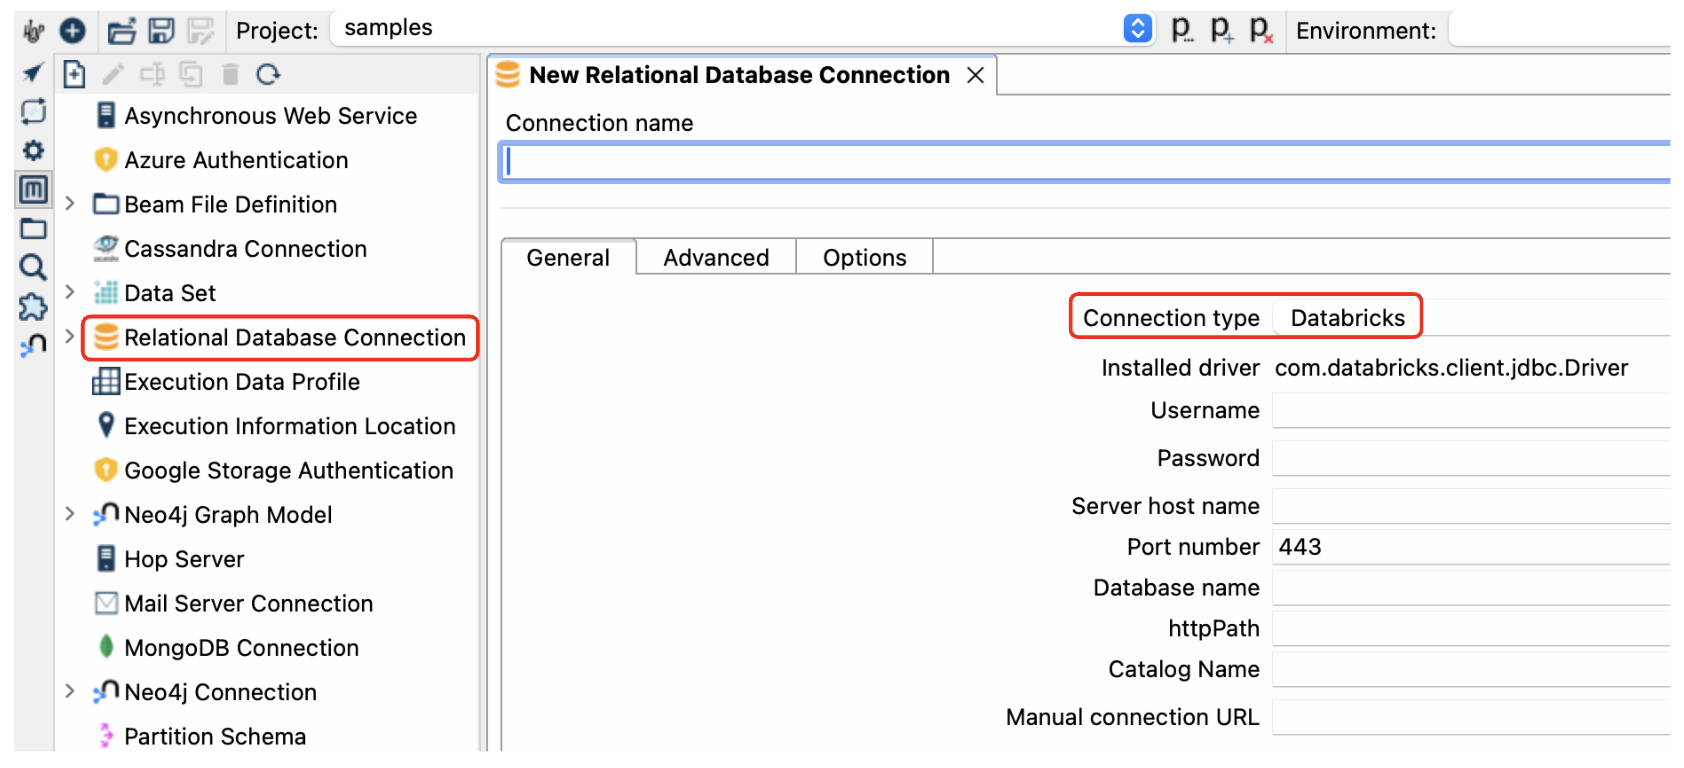 Project: samples Environment:
New Relational Database Connection
Asynchronous Web Service
Azure Authentication
Beam File Definition
Cassandra Connection
Data Set
Relational Database Connection
Execution Data Profile
Execution Information Location
Google Storage Authentication
Neo4j Graph Model
Hop Server
Mail Server Connection
MongoDB Connection
Neo4j Connection
Partition Schema
Connection name
General Advanced Options
Connection type Databricks
Installed driver com.databricks.client.jdbc.Driver
Username
Password
Server host name
Port number 443
Database name
httpPath
Catalog Name
Manual connection URL